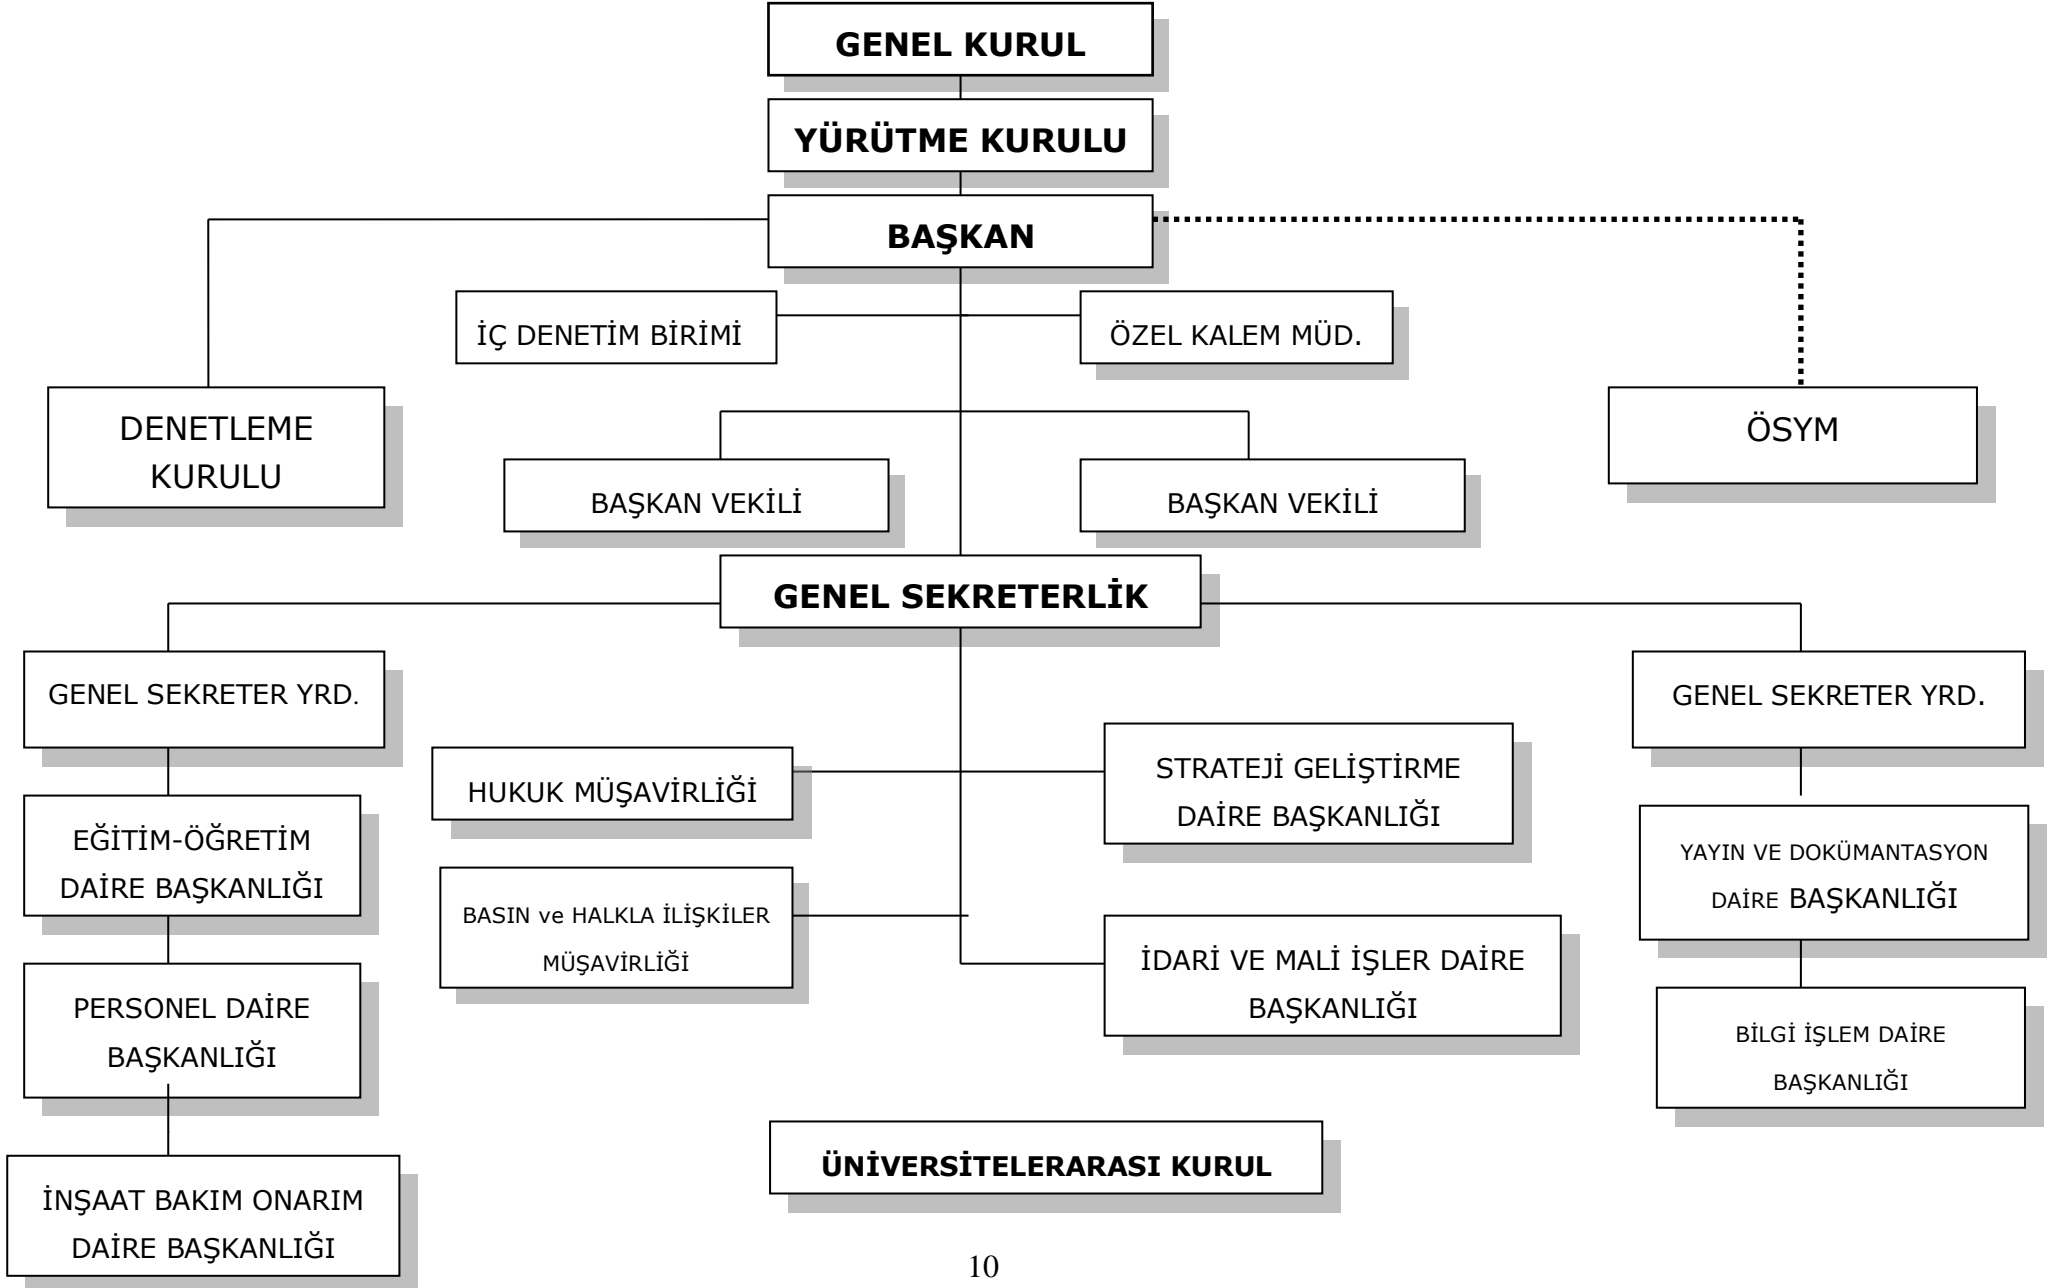 GENEL KURUL
YÜRÜTME KURULU
BAŞKAN
İÇ DENETİM BİRİMİ
ÖZEL KALEM MÜD.
DENETLEME
KURULU
ÖSYM
BAŞKAN VEKİLİ
BAŞKAN VEKİLİ
GENEL SEKRETERLİK
GENEL SEKRETER YRD.
GENEL SEKRETER YRD.
HUKUK MÜŞAVİRLİĞİ
STRATEJİ GELİŞTİRME
DAİRE BAŞKANLIĞI
EĞİTİM-ÖĞRETİM
DAİRE BAŞKANLIĞI
YAYIN VE DOKÜMANTASYON
DAİRE BAŞKANLIĞI
BASIN ve HALKLA İLİŞKİLER
MÜŞAVİRLİĞİ
İDARİ VE MALİ İŞLER DAİRE
BAŞKANLIĞI
PERSONEL DAİRE
BAŞKANLIĞI
BİLGİ İŞLEM DAİRE
BAŞKANLIĞI
ÜNİVERSİTELERARASI KURUL
İNŞAAT BAKIM ONARIM
DAİRE BAŞKANLIĞI
10